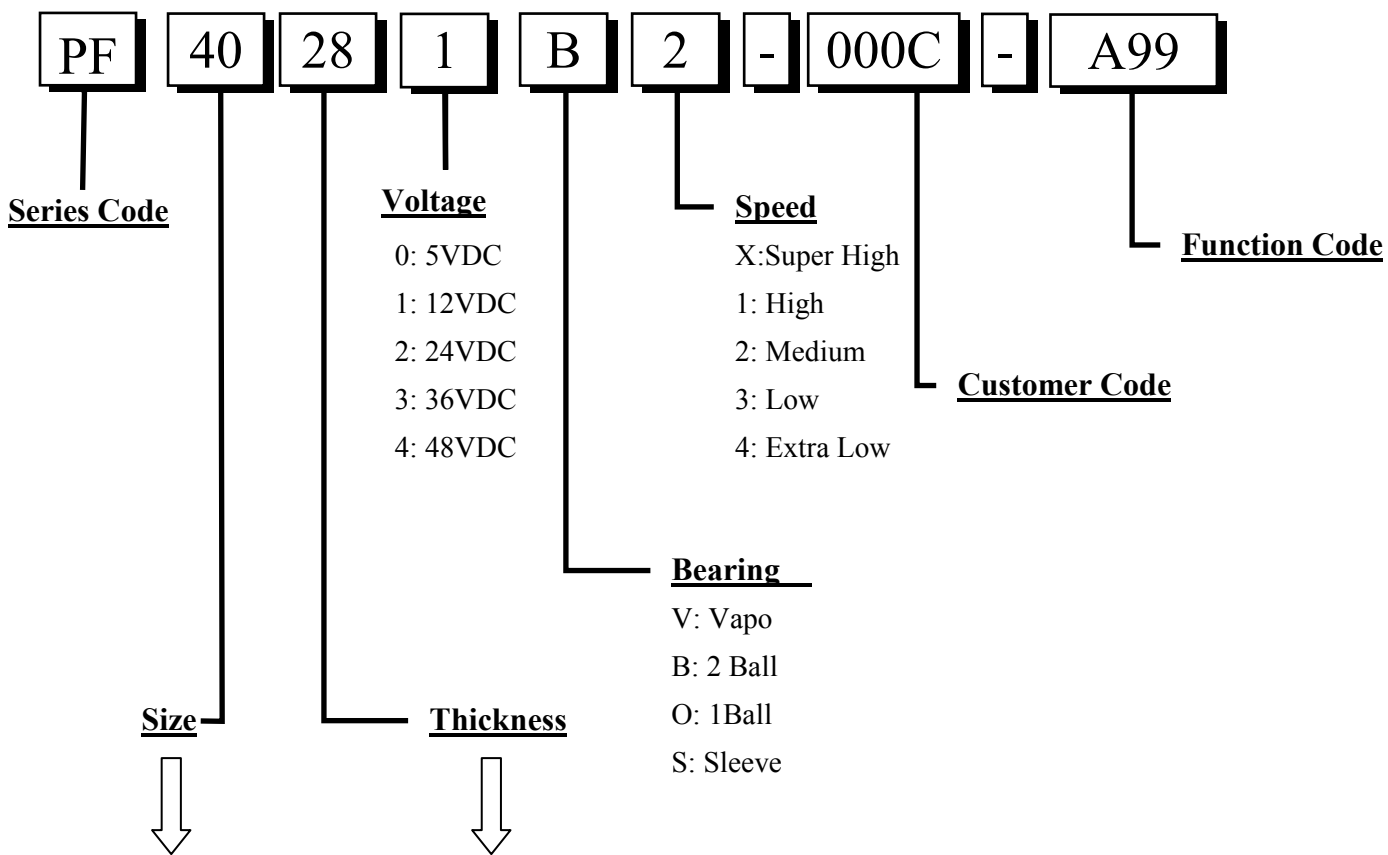 PF 40 28 1 B 2 - 000C - A99
Series Code
Voltage
0: 5VDC
1: 12VDC
2: 24VDC
3: 36VDC
4: 48VDC
Speed
X:Super High
1: High
2: Medium
3: Low
4: Extra Low
Function Code
Customer Code
Bearing
V: Vapo
B: 2 Ball
O: 1Ball
S: Sleeve
Size
Thickness